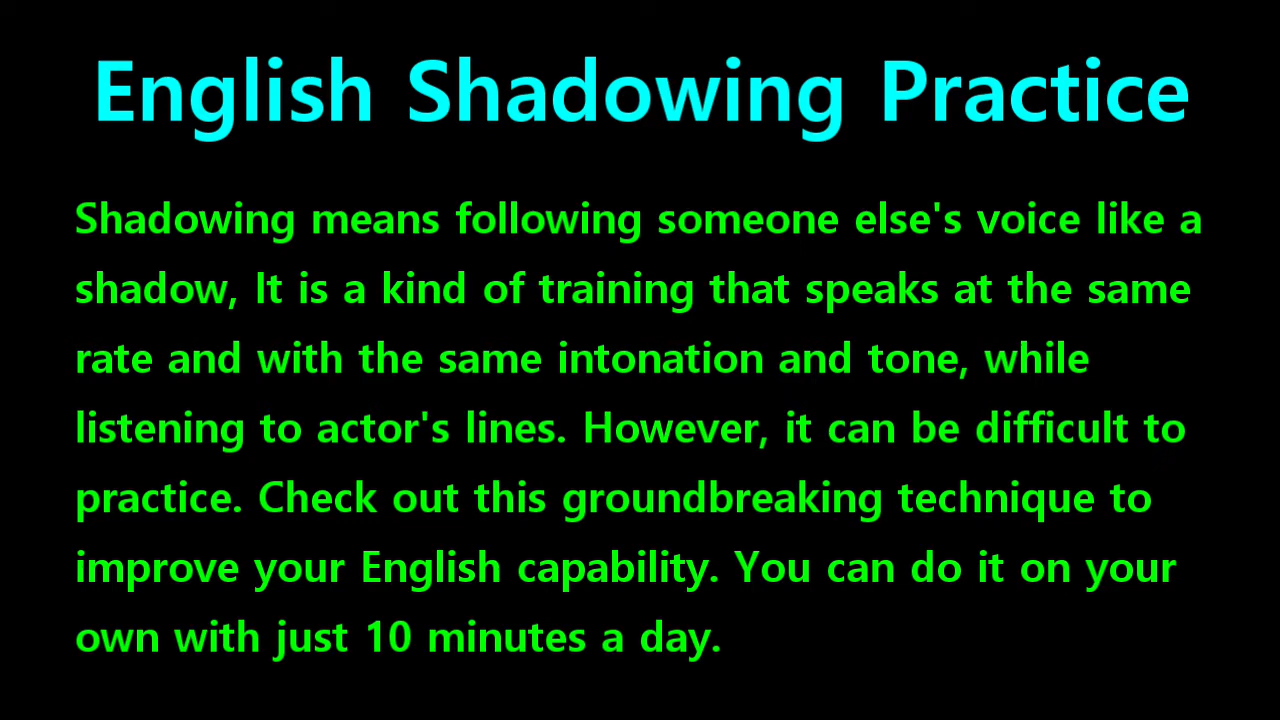 English Shadowing Practice
Shadowing means following someone else's voice like a
shadow, It is a kind of training that speaks at the same
rate and with the same intonation and tone, while
listening to actor's lines. However, it can be difficult to
practice. Check out this groundbreaking technique to
improve your English capability. You can do it on your
own with just 10 minutes a day.